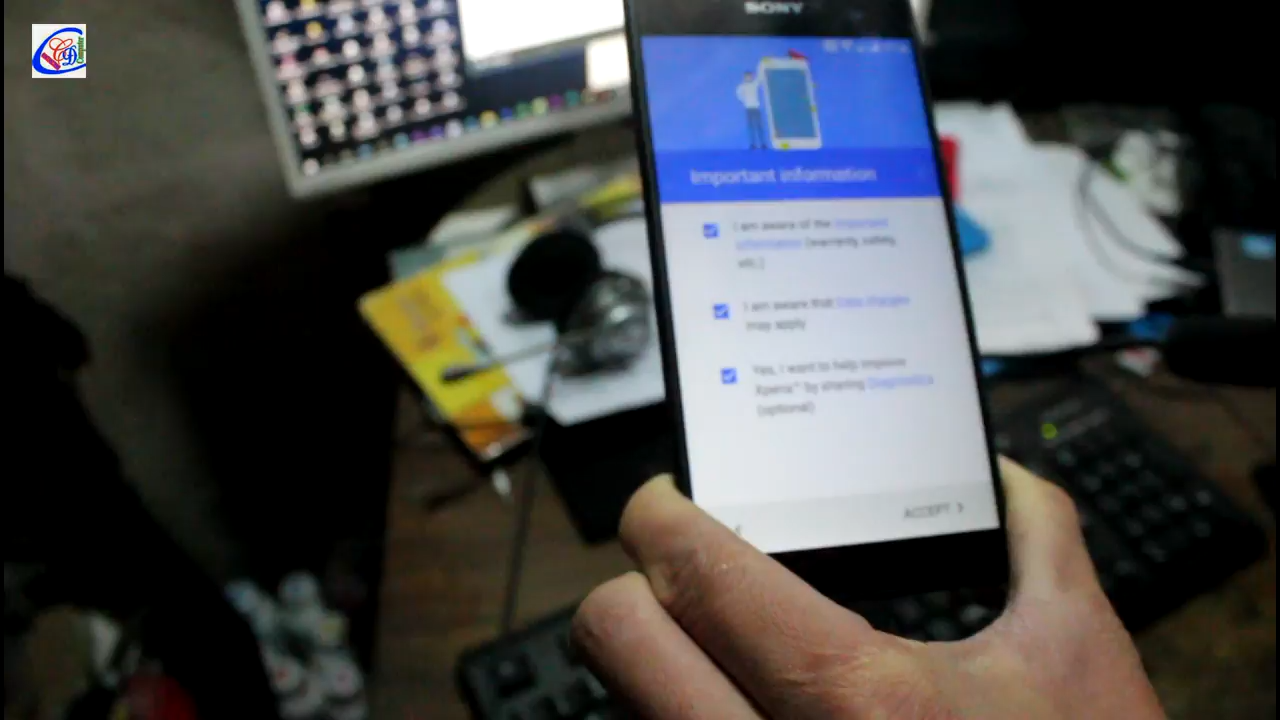 SONY
Important information
I am aware of the Important
information (warranty, safety,
etc.)
I am aware that Data charges
may apply
Yes, I want to help improve
Xperia™ by sharing Diagnostics
(optional)
ACCEPT